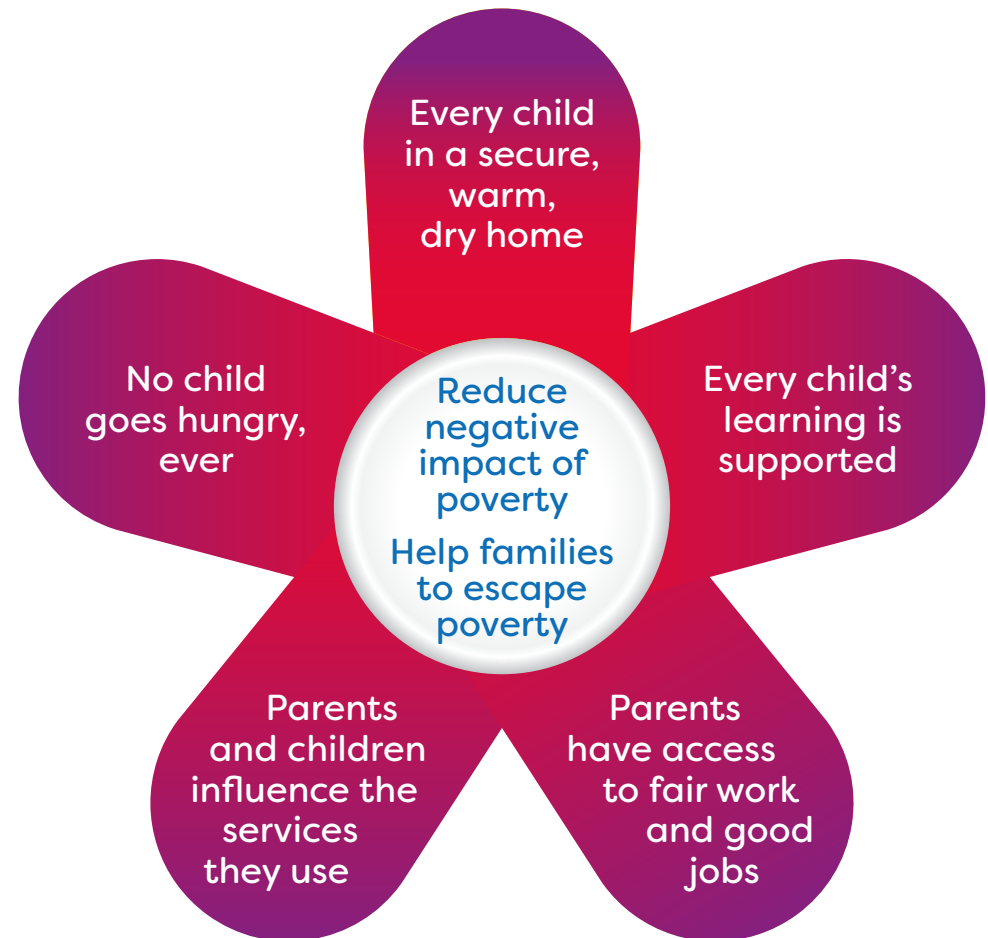 Every child
in a secure,
warm,
dry home
No child
goes hungry,
ever
Reduce
negative
impact of
poverty
Help families
to escape
poverty
Every child’s
learning is
supported
Parents
and children
influence the
services
they use
Parents
have access
to fair work
and good
jobs